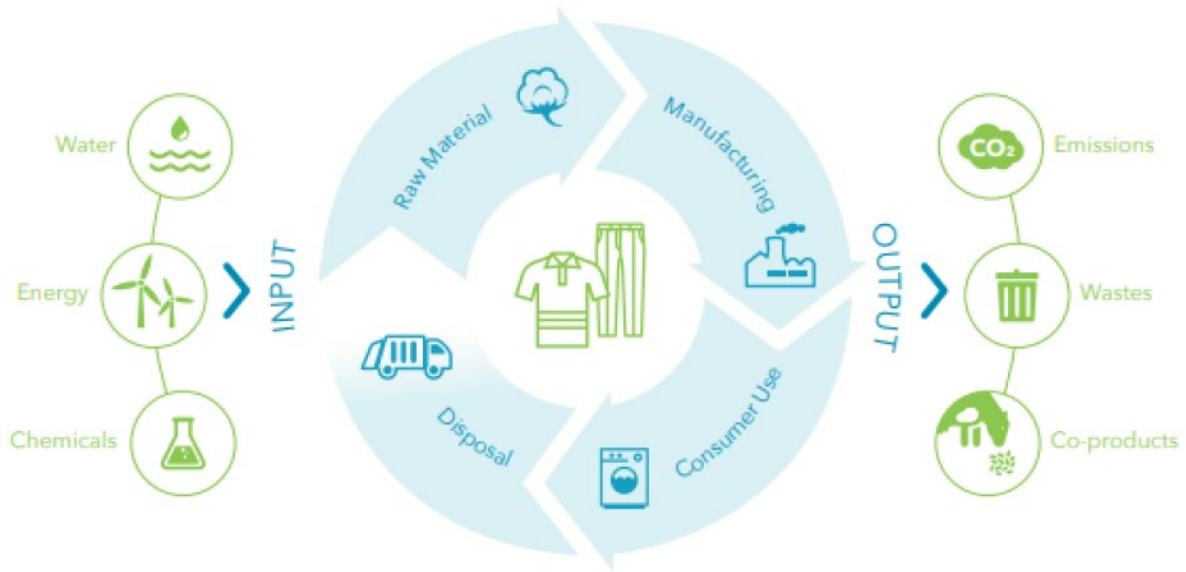 Water
Energy
Chemicals
INPUT
Raw Material
Manufacturing
Consumer Use
Disposal
OUTPUT
CO₂
Emissions
Wastes
Co-products